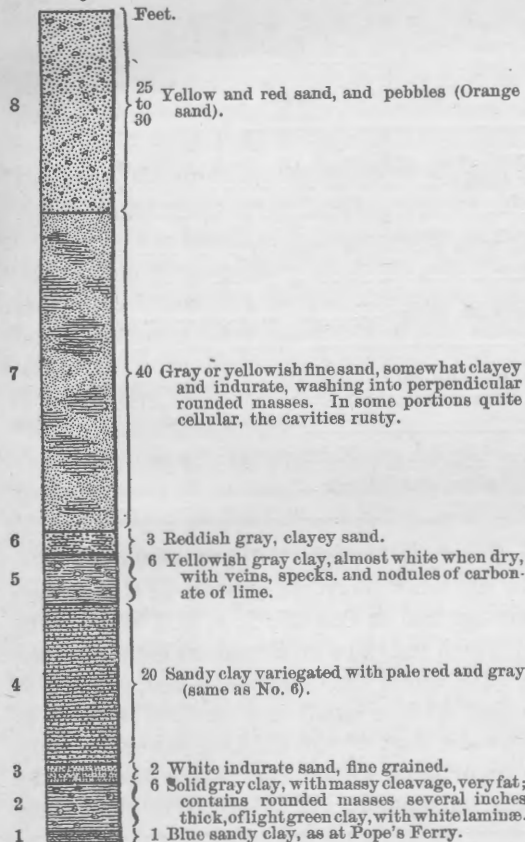 Feet.
8
25
to
30
Yellow and red sand, and pebbles (Orange
sand).
7
40 Gray or yellowish fine sand, somewhat clayey
and indurate, washing into perpendicular
rounded masses. In some portions quite
cellular, the cavities rusty.
6
3 Reddish gray, clayey sand.
5
6 Yellowish gray clay, almost white when dry,
with veins, specks. and nodules of carbon-
ate of lime.
4
20 Sandy clay variegated with pale red and gray
(same as No. 6).
3
2 White indurate sand, fine grained.
2
6 Solid gray clay, with massy cleavage, very fat;
contains rounded masses several inches
thick, of light green clay, with white laminæ.
1
1 Blue sandy clay, as at Pope's Ferry.